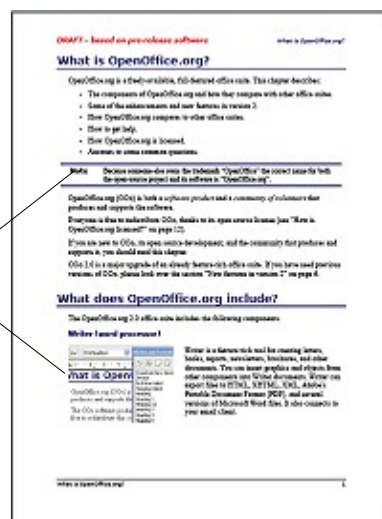 DRAFT – based on pre-release software What is OpenOffice.org?
What is OpenOffice.org?
OpenOffice.org is a freely-available, full-featured office suite. This chapter describes:
• The components of OpenOffice.org and how they compare with other office suites.
• Some of the enhancements and new features in version 2.
• How OpenOffice.org compares to other office suites.
• How to get help.
• How OpenOffice.org is licensed.
• Answers to some common questions.
Note Because someone else owns the trademark "OpenOffice" the correct name for both
the open-source project and its software is "OpenOffice.org".
OpenOffice.org (OOo) is both a software product and a community of volunteers that
produces and supports the software.
Everyone is free to redistribute OOo, thanks to its open source license (see "How is
OpenOffice.org licensed?" on page 12).
If you are new to OOo, its open source development, and the community that produces and
supports it, you should read this chapter.
OOo 2.0 is a major upgrade of an already feature-rich office suite. If you have used previous
versions of OOo, please look over the section "New features in version 2" on page 6.
What does OpenOffice.org include?
The OpenOffice.org 2.0 office suite includes the following components.
Writer (word processor)
What is Open
OpenOffice.org (OOo)
produces and supports the
The OOo software
Writer is a feature-rich tool for creating letters,
books, reports, newsletters, brochures, and other
documents. You can insert graphics and objects from
other components into Writer documents. Writer can
export files to HTML, XHTML, XML, Adobe's
Portable Document Format (PDF), and several
versions of Microsoft Word files. It also connects to
your email client.
What is OpenOffice.org? 1